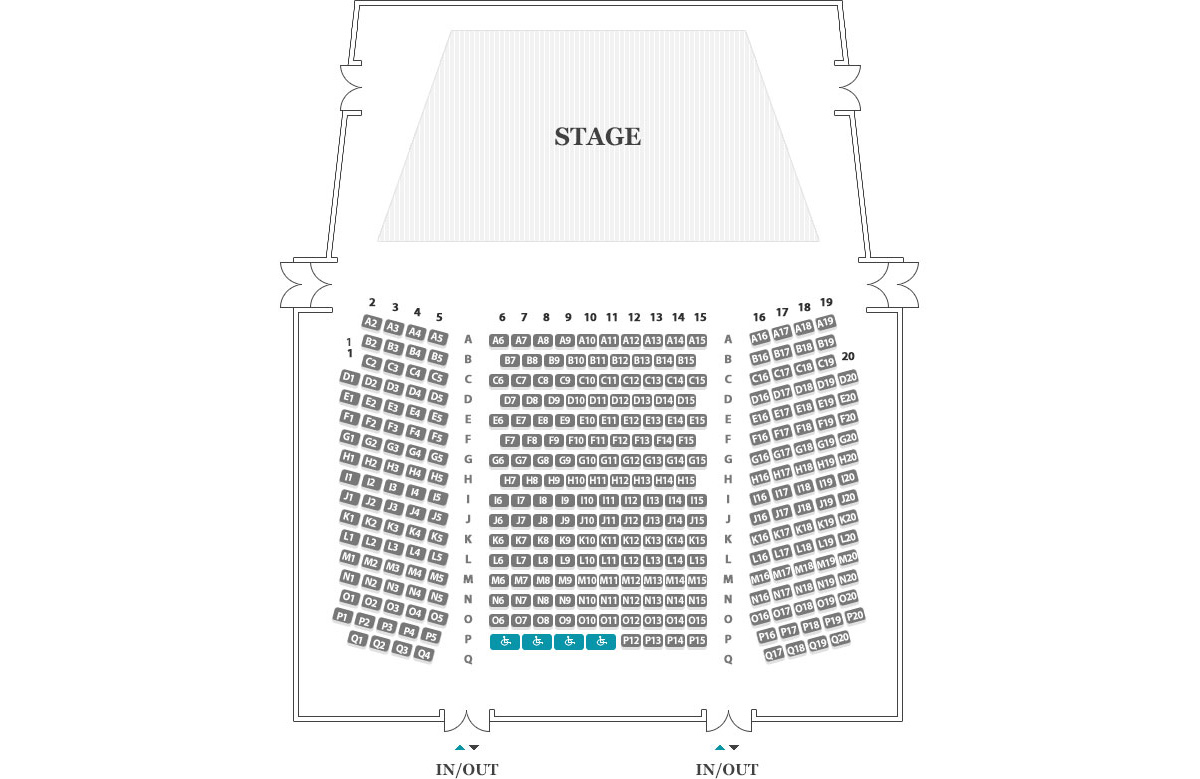 STAGE
2 3 4 5 6 7 8 9 10 11 12 13 14 15 16 17 18 19
A2 A3 A4 A5 A A6 A7 A8 A9 A10 A11 A12 A13 A14 A15 A A16 A17 A18 A19
1
B2 B3 B4 B5 B B7 B8 B9 B10 B11 B12 B13 B14 B15 B B16 B17 B18 B19
1 20
C2 C3 C4 C5 C C6 C7 C8 C9 C10 C11 C12 C13 C14 C15 C C16 C17 C18 C19
D1 D2 D3 D4 D5 D D7 D8 D9 D10 D11 D12 D13 D14 D15 D D16 D17 D18 D19 D20
E1 E2 E3 E4 E5 E E6 E7 E8 E9 E10 E11 E12 E13 E14 E15 E E16 E17 E18 E19 E20
F1 F2 F3 F4 F5 F F7 F8 F9 F10 F11 F12 F13 F14 F15 F F16 F17 F18 F19 F20
G1 G2 G3 G4 G5 G G6 G7 G8 G9 G10 G11 G12 G13 G14 G15 G G16 G17 G18 G19 G20
H1 H2 H3 H4 H5 H H7 H8 H9 H10 H11 H12 H13 H14 H15 H H16 H17 H18 H19 H20
I1 I2 I3 I4 I5 I I6 I7 I8 I9 I10 I11 I12 I13 I14 I15 I I16 I17 I18 I19 I20
J1 J2 J3 J4 J5 J J6 J7 J8 J9 J10 J11 J12 J13 J14 J15 J J16 J17 J18 J19 J20
K1 K2 K3 K4 K5 K K6 K7 K8 K9 K10 K11 K12 K13 K14 K15 K K16 K17 K18 K19 K20
L1 L2 L3 L4 L5 L L6 L7 L8 L9 L10 L11 L12 L13 L14 L15 L L16 L17 L18 L19 L20
M1 M2 M3 M4 M5 M M6 M7 M8 M9 M10 M11 M12 M13 M14 M15 M M16 M17 M18 M19 M20
N1 N2 N3 N4 N5 N N6 N7 N8 N9 N10 N11 N12 N13 N14 N15 N N16 N17 N18 N19 N20
O1 O2 O3 O4 O5 O O6 O7 O8 O9 O10 O11 O12 O13 O14 O15 O O16 O17 O18 O19 O20
P1 P2 P3 P4 P5 P P12 P13 P14 P15 P P16 P17 P18 P19 P20
Q1 Q2 Q3 Q4 Q Q Q17 Q18 Q19 Q20
IN/OUT IN/OUT